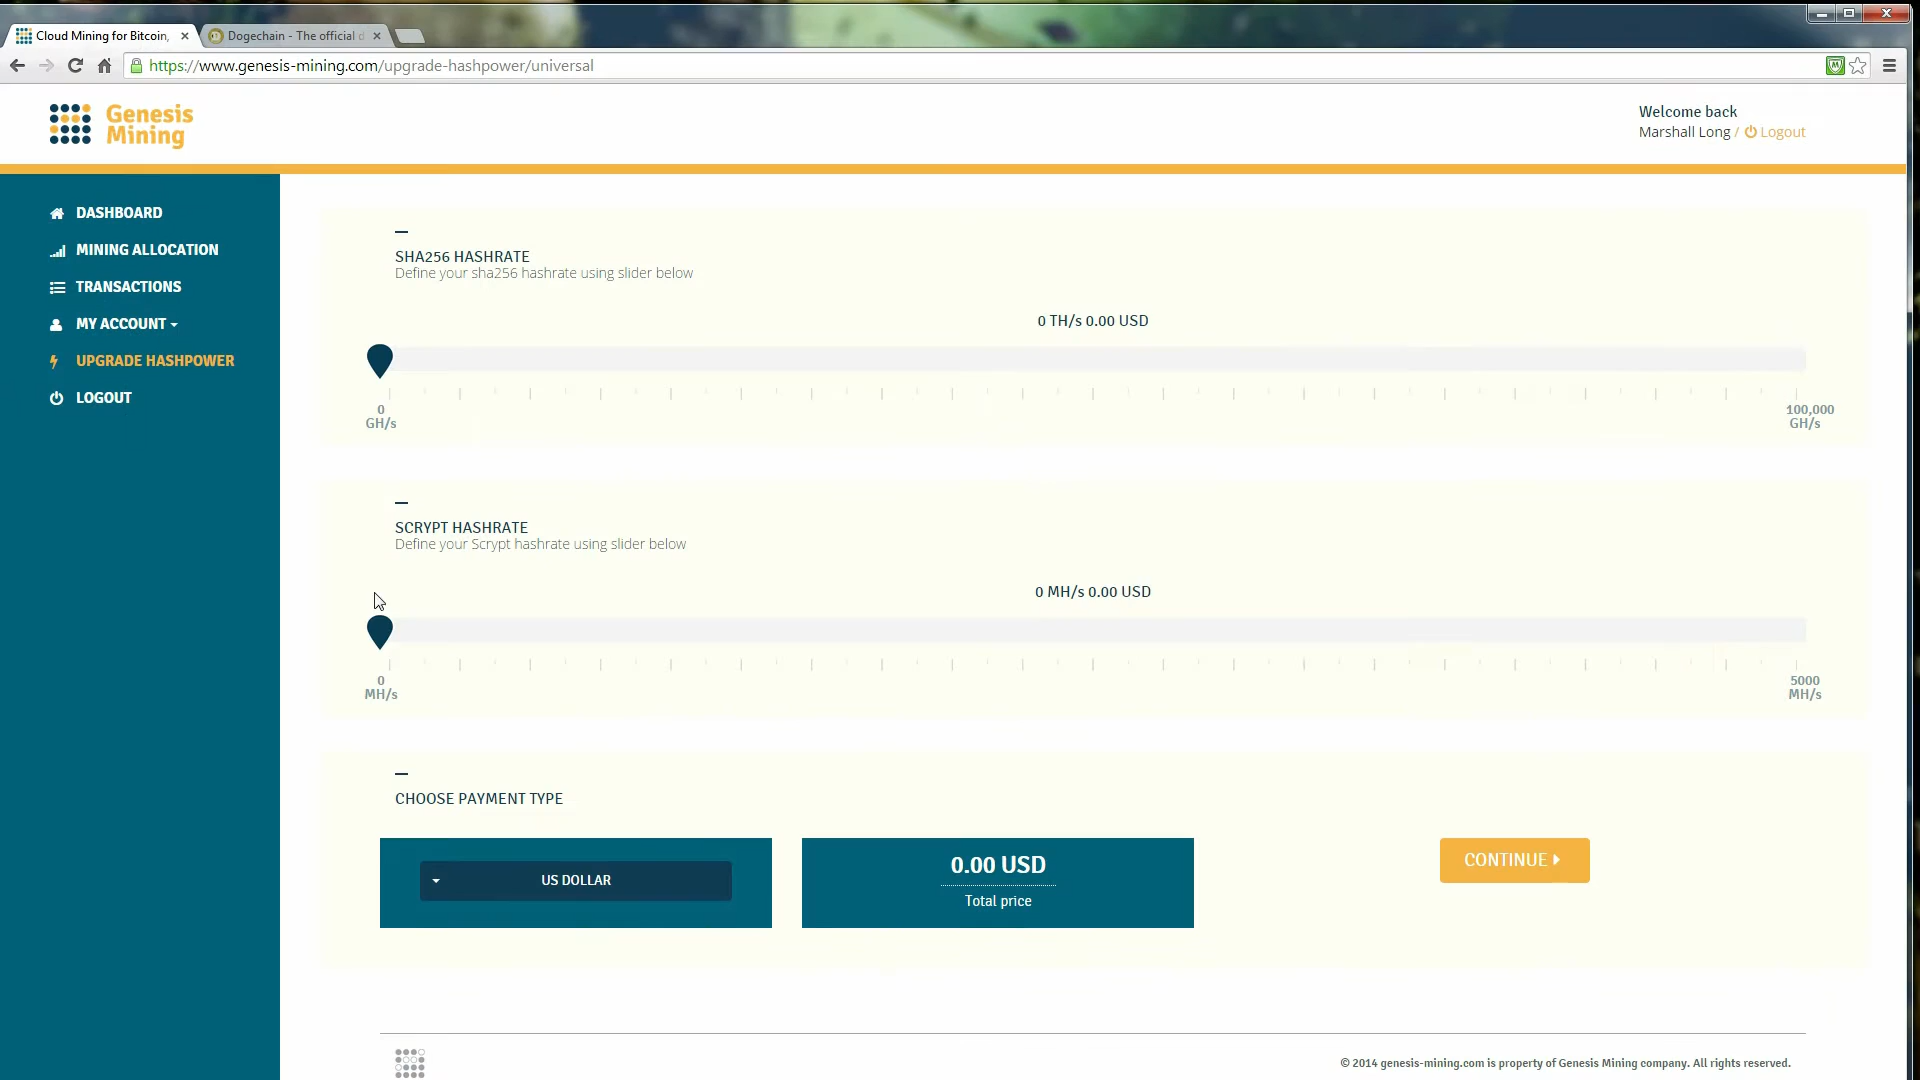 Cloud Mining for Bitcoin,
Dogechain - The official d
https://www.genesis-mining.com/upgrade-hashpower/universal
Genesis
Mining
Welcome back
Marshall Long / Logout
DASHBOARD
MINING ALLOCATION
TRANSACTIONS
MY ACCOUNT
UPGRADE HASHPOWER
LOGOUT
SHA256 HASHRATE
Define your sha256 hashrate using slider below
0 TH/s 0.00 USD
0
GH/s
100,000
GH/s
SCRYPT HASHRATE
Define your Scrypt hashrate using slider below
0 MH/s 0.00 USD
0
MH/s
5000
MH/s
CHOOSE PAYMENT TYPE
US DOLLAR
0.00 USD
Total price
CONTINUE
© 2014 genesis-mining.com is property of Genesis Mining company. All rights reserved.